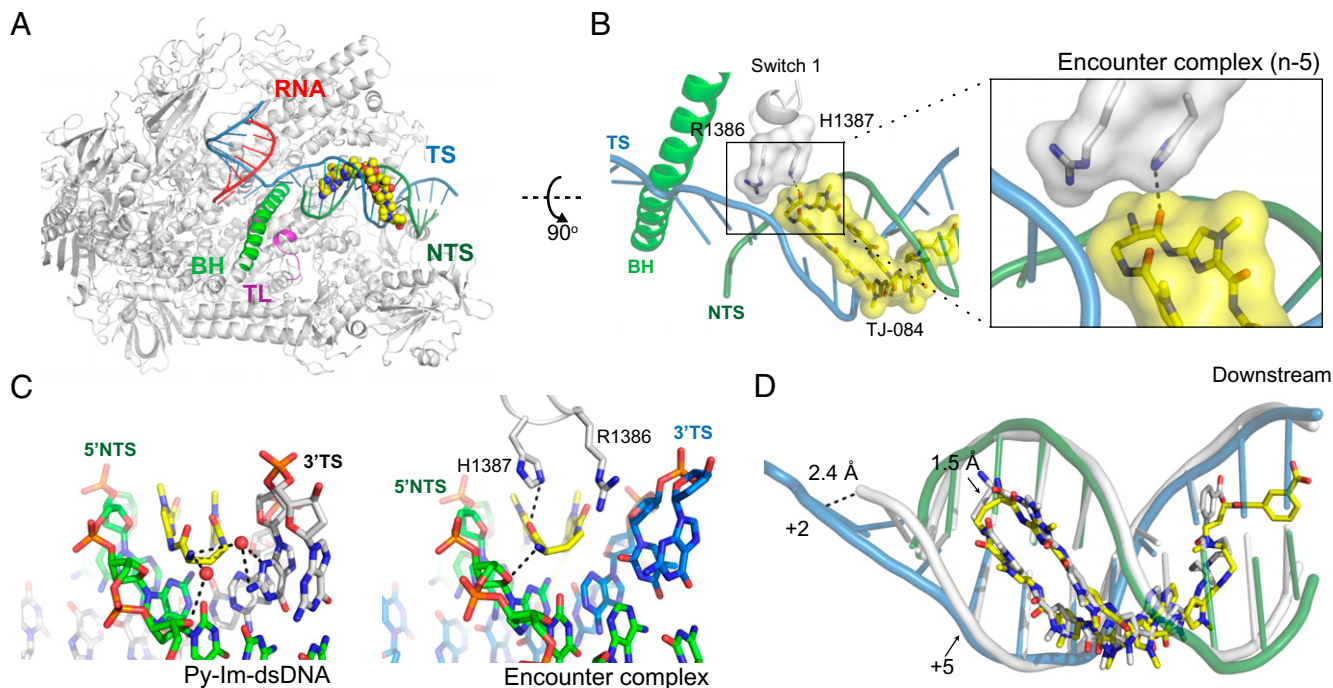 A
RNA
TS
BH
TL
NTS
90°
B
Switch 1
R1386
H1387
TS
BH
NTS
TJ-084
Encounter complex (n-5)
C
5'NTS
3'TS
Py-Im-dsDNA
H1387
R1386
3'TS
5'NTS
Encounter complex
D
Downstream
2.4 Å
1.5 Å
+2
+5